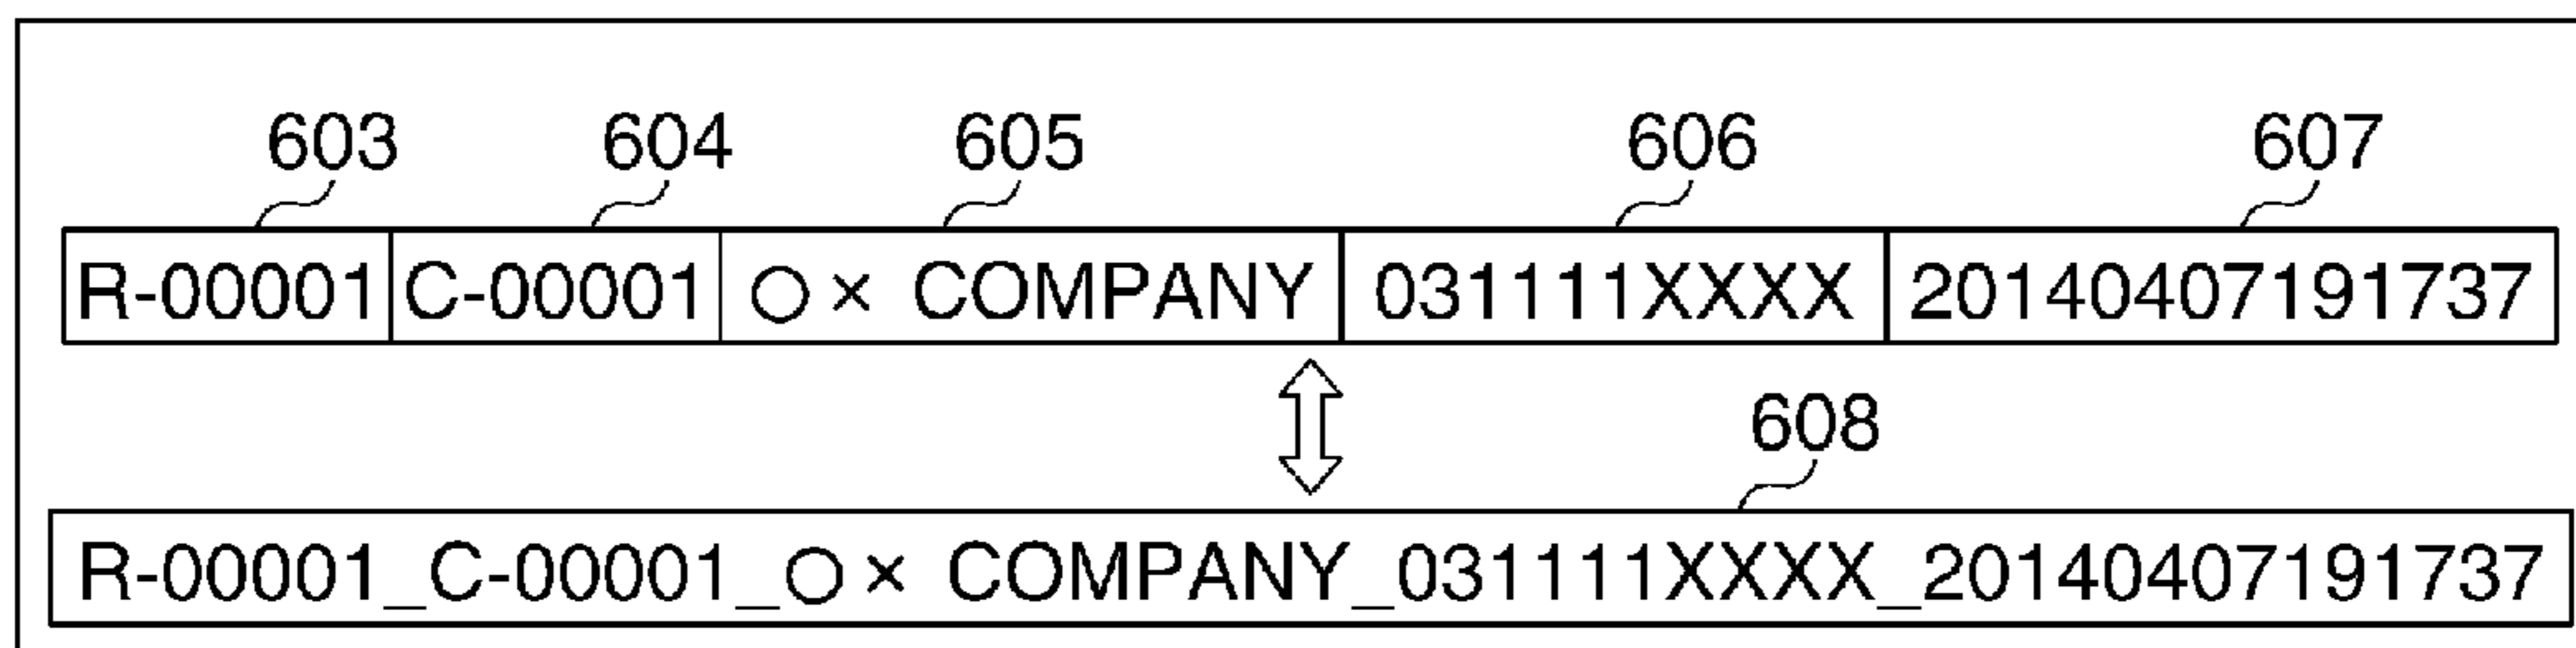 603 604 605 606 607
R-00001 C-00001 ○× COMPANY 031111XXXX 20140407191737
608
R-00001_C-00001_○× COMPANY_031111XXXX_20140407191737